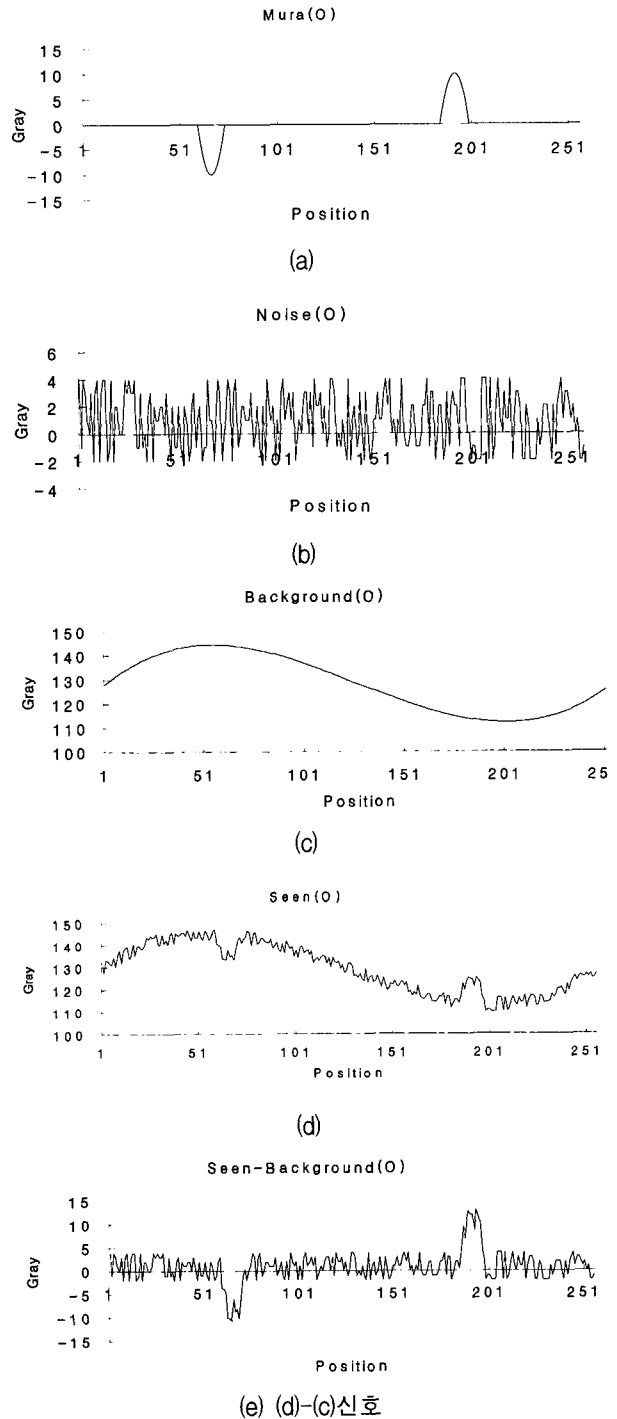 Mura(O)
15
10
5
0
-5
-10
-15
Gray
1 51 101 151 201 251
Position
(a)
Noise(O)
6
4
2
0
-2
-4
Gray
1 51 101 151 201 251
Position
(b)
Background(O)
150
140
130
120
110
100
Gray
1 51 101 151 201 25
Position
(c)
Seen(O)
150
140
130
120
110
100
Gray
1 51 101 151 201 251
Position
(d)
Seen-Background(O)
15
10
5
0
-5
-10
-15
Gray
1 51 101 151 201 251
Position
(e) (d)-(c)신호